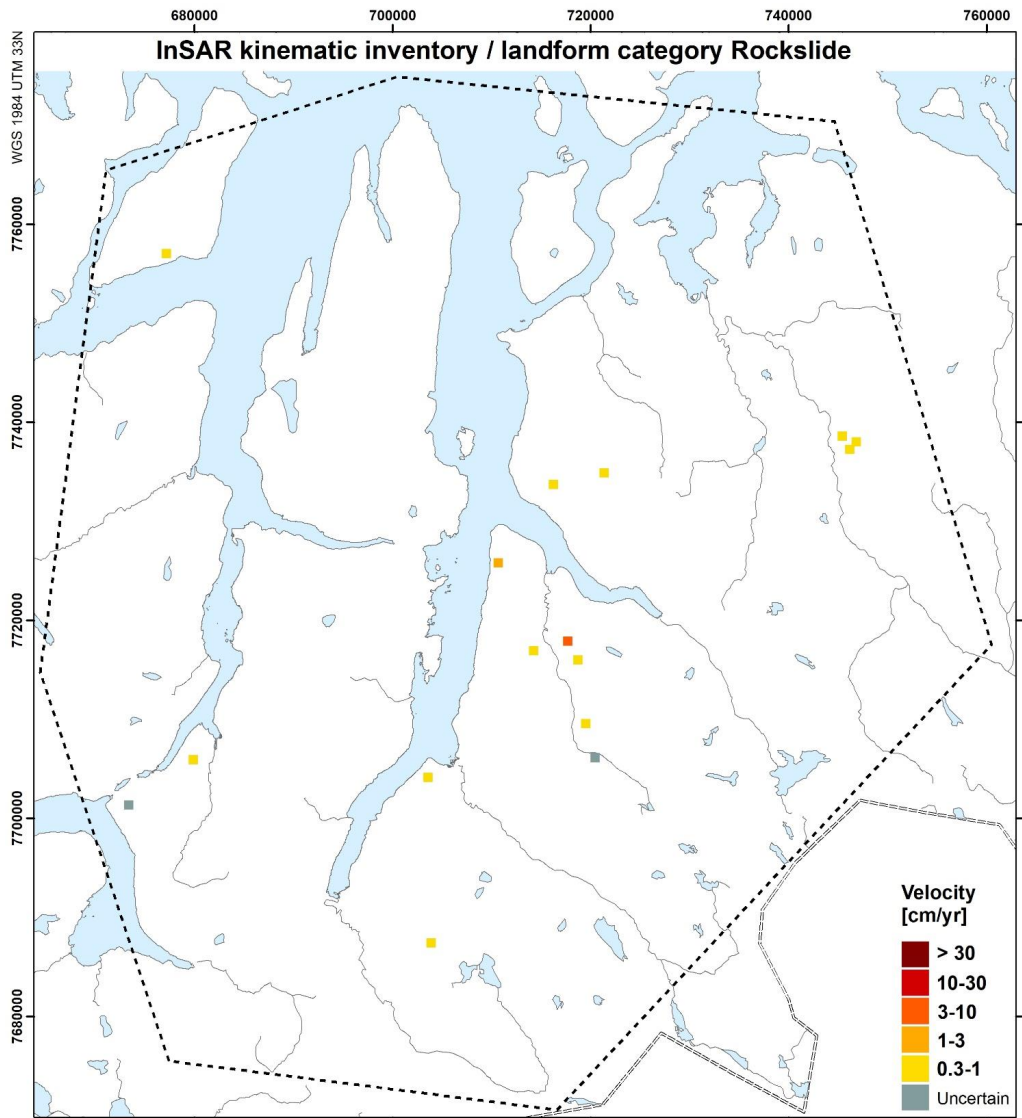 680000 700000 720000 740000 760000
WGS 1984 UTM 33N
InSAR kinematic inventory / landform category Rockslide
7760000
7740000
7720000
7700000
7680000
Velocity
[cm/yr]
> 30
10-30
3-10
1-3
0.3-1
Uncertain